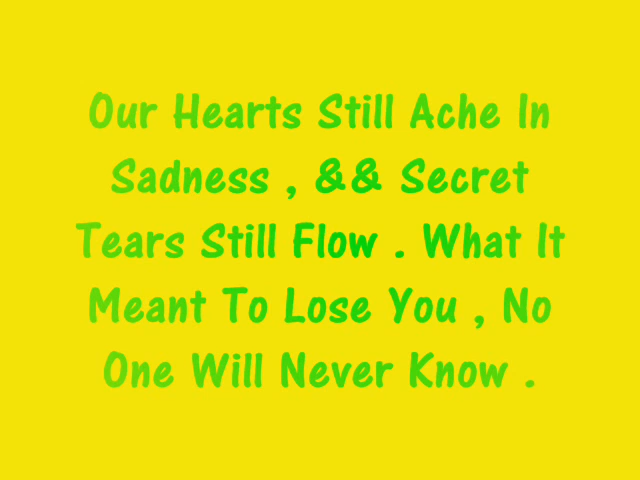 Our Hearts Still Ache In
Sadness , && Secret
Tears Still Flow . What It
Meant To Lose You , No
One Will Never Know .